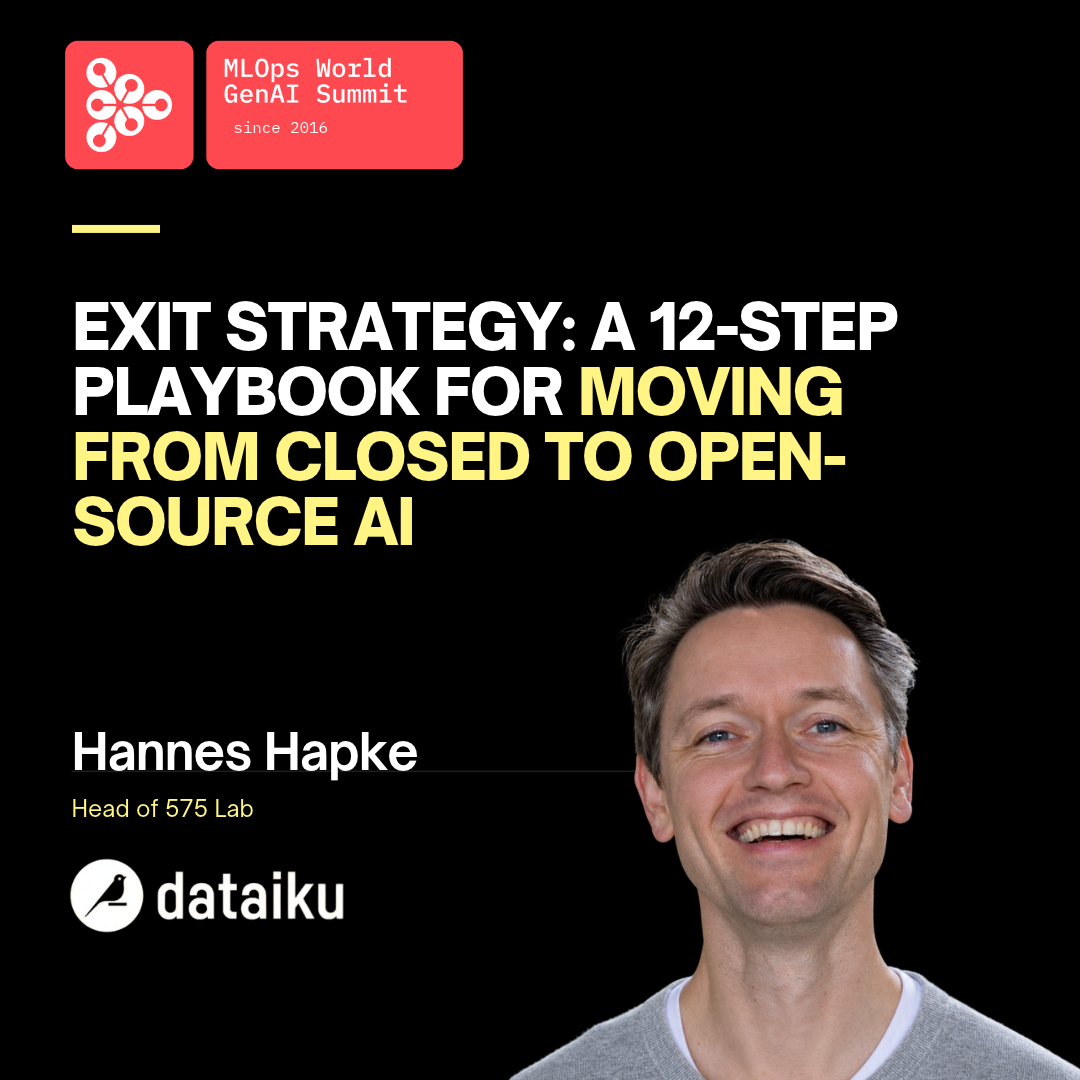 MLOps World
GenAI Summit
since 2016
EXIT STRATEGY: A 12-STEP
PLAYBOOK FOR MOVING
FROM CLOSED TO OPEN-
SOURCE AI
Hannes Hapke
Head of 575 Lab
dataiku